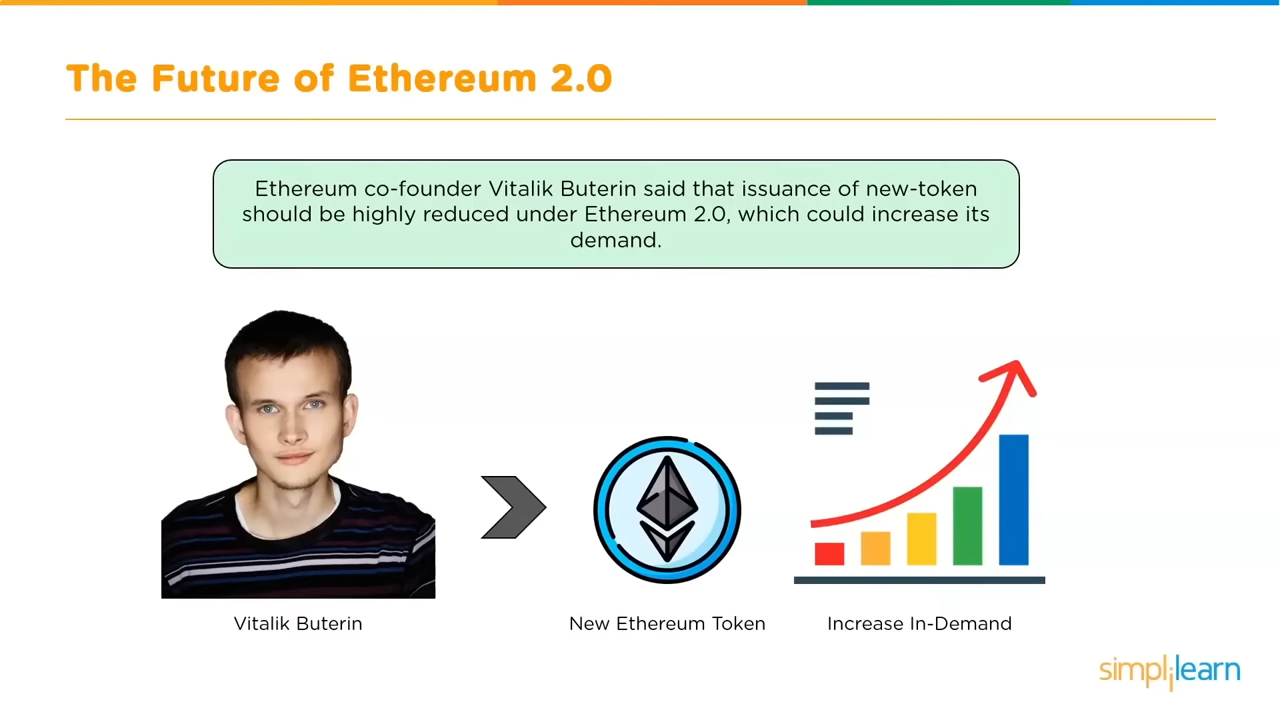 The Future of Ethereum 2.0
Ethereum co-founder Vitalik Buterin said that issuance of new-token
should be highly reduced under Ethereum 2.0, which could increase its
demand.
Vitalik Buterin
New Ethereum Token
Increase In-Demand
simplilearn